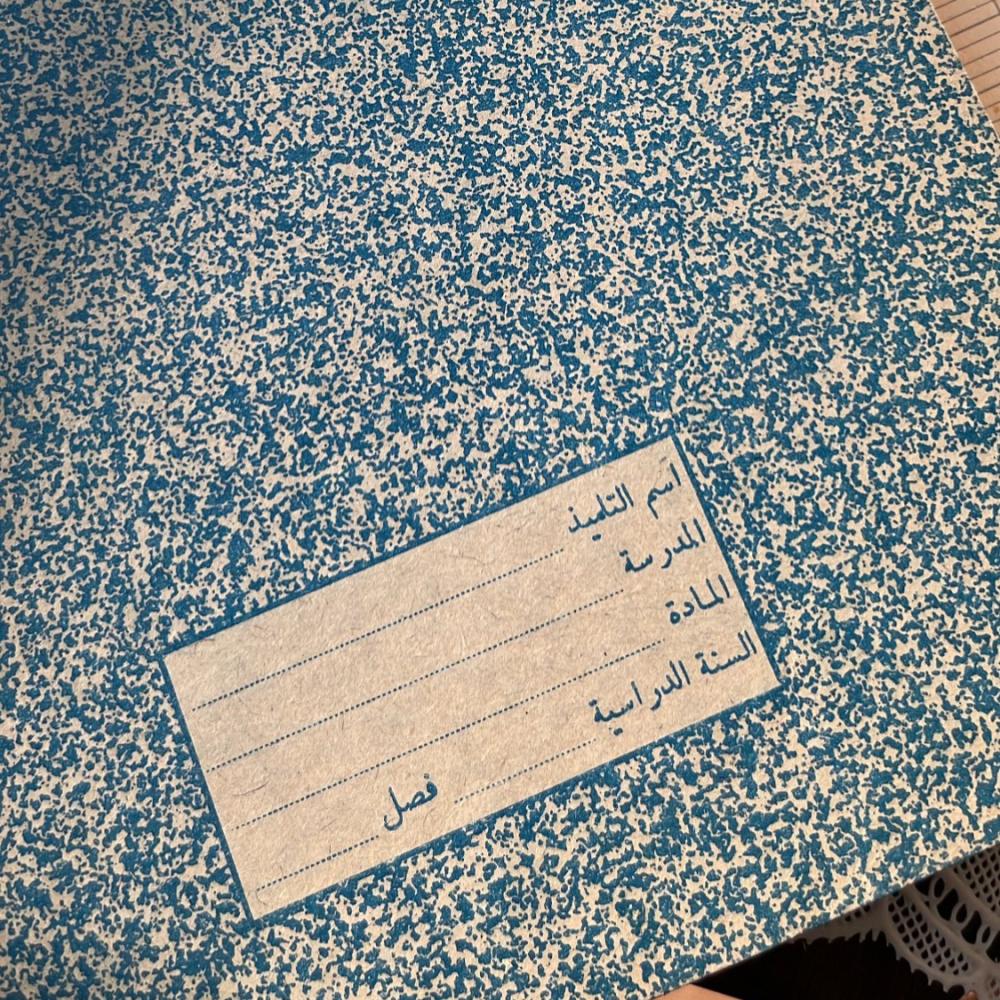 اسم التلميذ
المدرسة
المادة
السنة الدراسية فصل